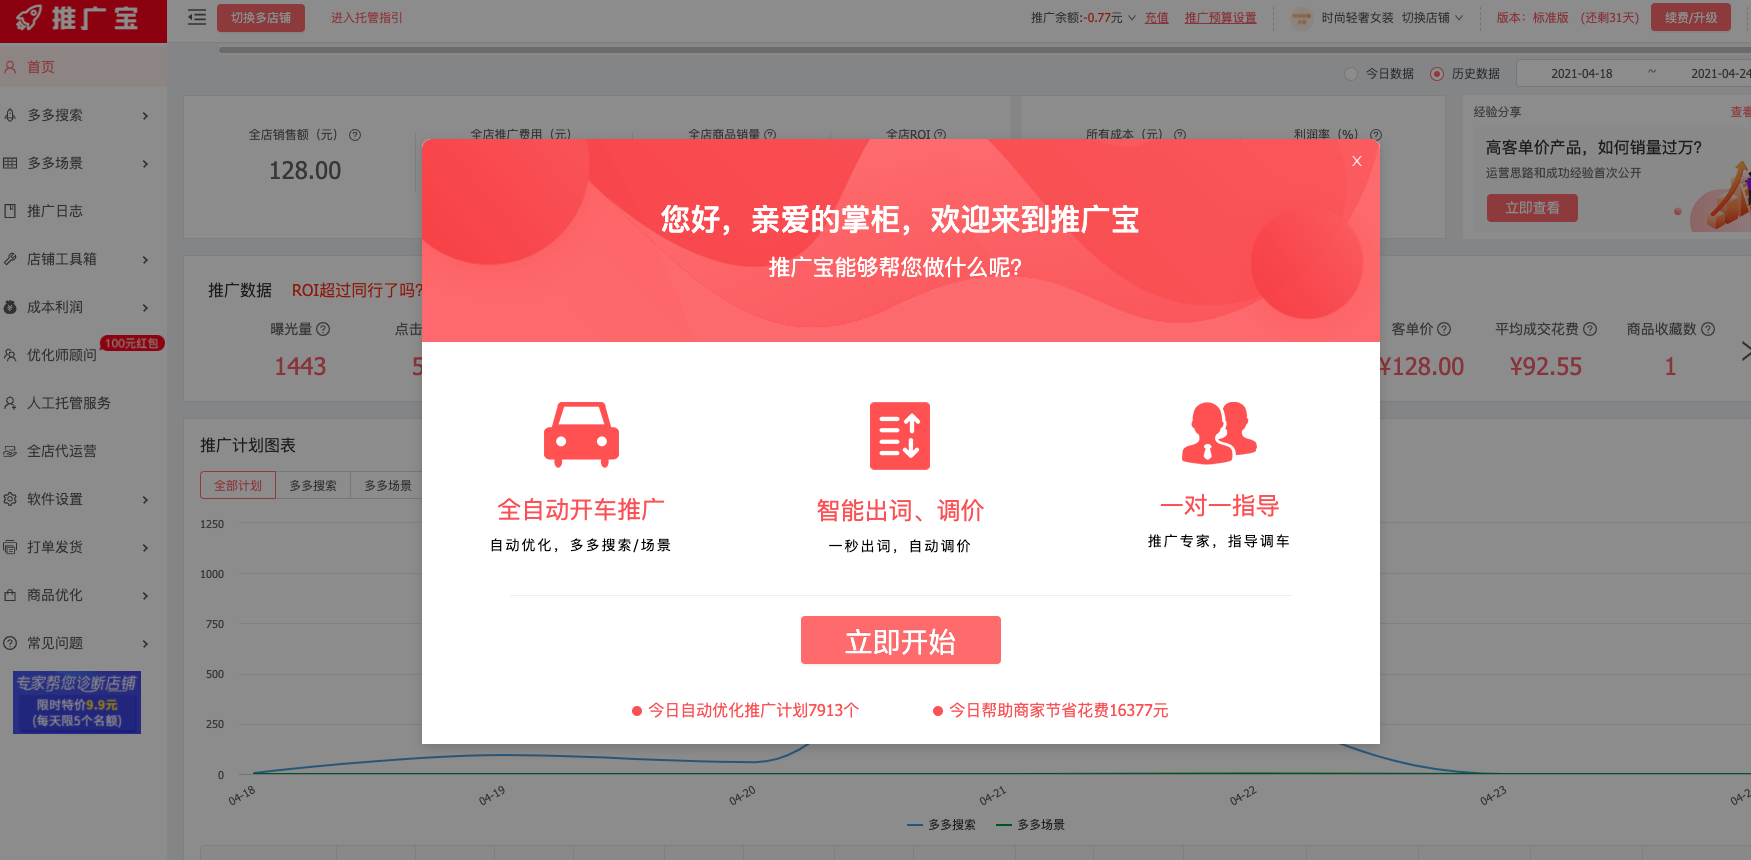 推广宝
切换多店铺
进入托管指引
推广余额:-0.77元
充值
推广预算设置
时尚轻奢女装
切换店铺
版本：标准版
(还剩31天)
续费/升级
今日数据
历史数据
2021-04-18
~
2021-04-24
首页
多多搜索
多多场景
推广日志
店铺工具箱
成本利润
优化师顾问
100元红包
人工托管服务
全店代运营
软件设置
打单发货
商品优化
常见问题
专家帮您诊断店铺
限时特价9.9元
(每天限5个名额)
全店销售额（元）
128.00
全店推广费用（元）
全店商品销量
全店ROI
所有成本（元）
利润率（%）
经验分享
查看
高客单价产品，如何销量过万?
运营思路和成功经验首次公开
立即查看
推广数据
ROI超过同行了吗?
曝光量
1443
点击
5
客单价
¥128.00
平均成交花费
¥92.55
商品收藏数
1
您好，亲爱的掌柜，欢迎来到推广宝
推广宝能够帮您做什么呢?
X
全自动开车推广
自动优化，多多搜索/场景
智能出词、调价
一秒出词，自动调价
一对一指导
推广专家，指导调车
立即开始
今日自动优化推广计划7913个
今日帮助商家节省花费16377元
推广计划图表
全部计划
多多搜索
多多场景
1250
1000
750
500
250
0
04-18
04-19
04-20
04-21
04-22
04-23
04-2
多多搜索
多多场景